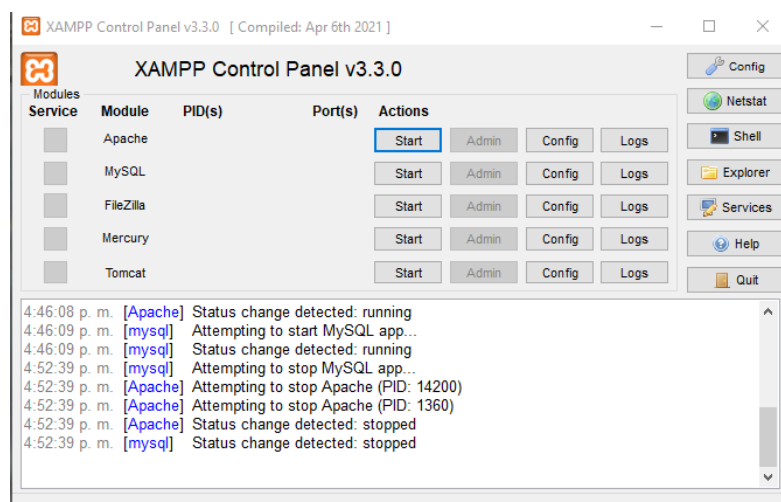 XAMPP Control Panel v3.3.0 [ Compiled: Apr 6th 2021 ]
XAMPP Control Panel v3.3.0
Config
Modules
Service Module PID(s) Port(s) Actions
Netstat
Apache Start Admin Config Logs
Shell
MySQL Start Admin Config Logs
Explorer
FileZilla Start Admin Config Logs
Services
Mercury Start Admin Config Logs
Help
Tomcat Start Admin Config Logs
Quit
4:46:08 p. m. [Apache] Status change detected: running
4:46:09 p. m. [mysql] Attempting to start MySQL app...
4:46:09 p. m. [mysql] Status change detected: running
4:52:39 p. m. [mysql] Attempting to stop MySQL app...
4:52:39 p. m. [Apache] Attempting to stop Apache (PID: 14200)
4:52:39 p. m. [Apache] Attempting to stop Apache (PID: 1360)
4:52:39 p. m. [Apache] Status change detected: stopped
4:52:39 p. m. [mysql] Status change detected: stopped